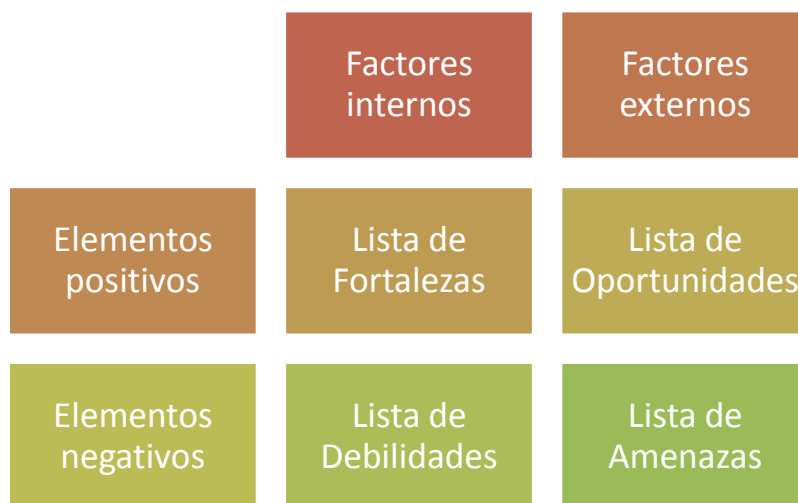 Factores
internos
Factores
externos
Elementos
positivos
Lista de
Fortalezas
Lista de
Oportunidades
Elementos
negativos
Lista de
Debilidades
Lista de
Amenazas